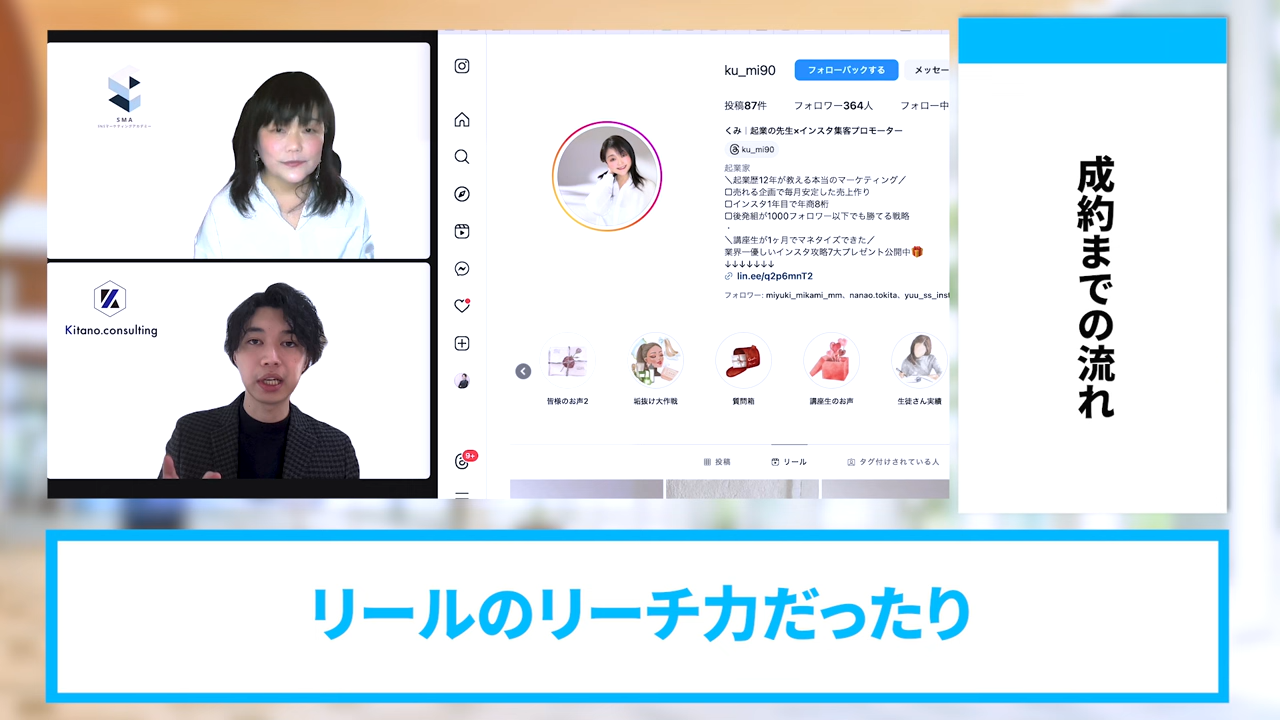 SMA
Kitano.consulting
ku_mi90
フォローバックする
メッセー
投稿87件
フォロワー364人
フォロー中
くみ｜起業の先生×インスタ集客プロモーター
ku_mi90
起業家
＼起業歴12年が教える本当のマーケティング／
□売れる企画で毎月安定した売上作り
□インスタ1年目で年商8桁
□後発組が1000フォロワー以下でも勝てる戦略
・
＼講座生が1ヶ月でマネタイズできた／
業界一優しいインスタ攻略7大プレゼント公開中🎁
↓↓↓↓↓↓↓
lin.ee/q2p6mnT2
フォロワー: miyuki_mikami_mm、nanao.tokita、yuu_ss_inst
皆様のお声2
垢抜け大作戦
質問箱
講座生のお声
生徒さん実績
9+
投稿
リール
タグ付けされている人
成約までの流れ
リールのリーチ力だったり